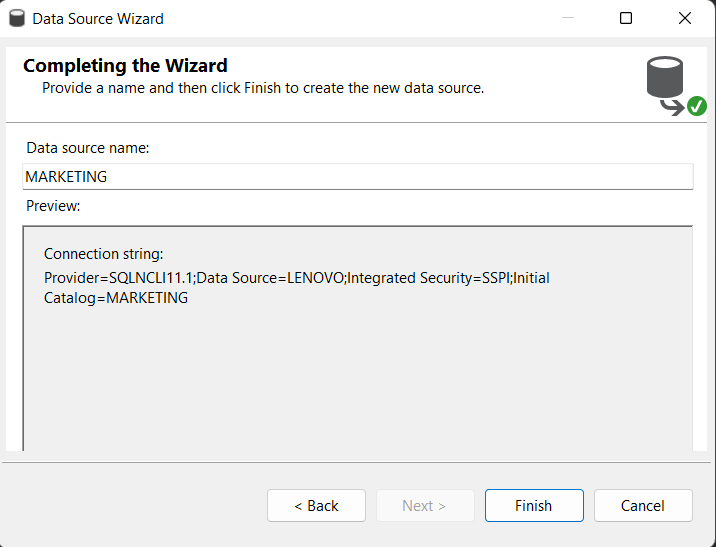 Data Source Wizard
Completing the Wizard
Provide a name and then click Finish to create the new data source.
Data source name:
MARKETING
Preview:
Connection string:
Provider=SQLNCLI11.1;Data Source=LENOVO;Integrated Security=SSPI;Initial
Catalog=MARKETING
< Back
Next >
Finish
Cancel